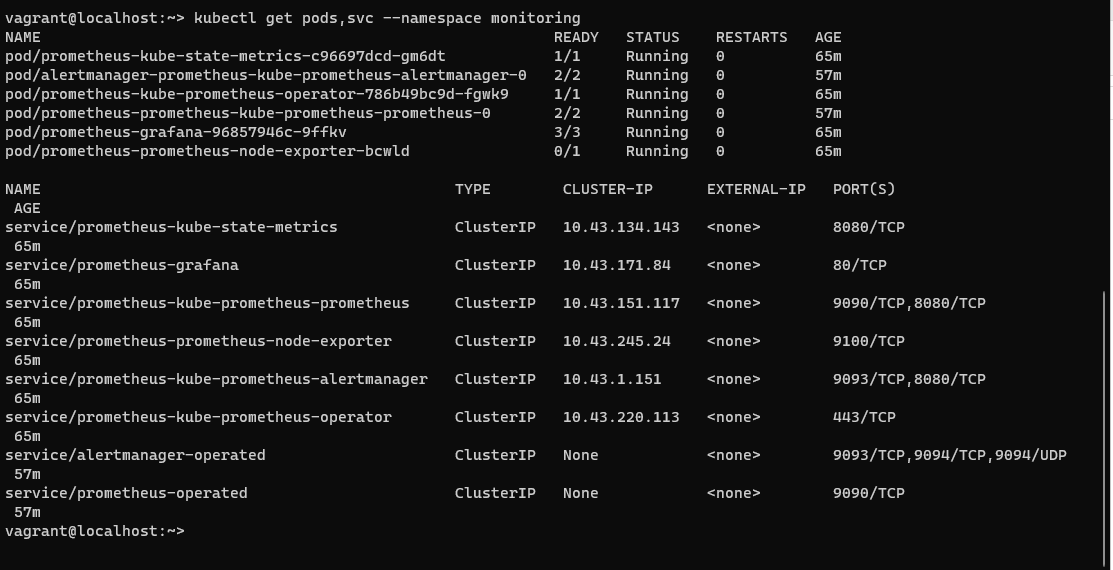 vagrant@localhost:~> kubectl get pods,svc --namespace monitoring
NAME READY STATUS RESTARTS AGE
pod/prometheus-kube-state-metrics-c96697dcd-gm6dt 1/1 Running 0 65m
pod/alertmanager-prometheus-kube-prometheus-alertmanager-0 2/2 Running 0 57m
pod/prometheus-kube-prometheus-operator-786b49bc9d-fgwk9 1/1 Running 0 65m
pod/prometheus-prometheus-kube-prometheus-prometheus-0 2/2 Running 0 57m
pod/prometheus-grafana-96857946c-9ffkv 3/3 Running 0 65m
pod/prometheus-prometheus-node-exporter-bcwld 0/1 Running 0 65m
NAME TYPE CLUSTER-IP EXTERNAL-IP PORT(S)
AGE
service/prometheus-kube-state-metrics ClusterIP 10.43.134.143 <none> 8080/TCP
65m
service/prometheus-grafana ClusterIP 10.43.171.84 <none> 80/TCP
65m
service/prometheus-kube-prometheus-prometheus ClusterIP 10.43.151.117 <none> 9090/TCP,8080/TCP
65m
service/prometheus-prometheus-node-exporter ClusterIP 10.43.245.24 <none> 9100/TCP
65m
service/prometheus-kube-prometheus-alertmanager ClusterIP 10.43.1.151 <none> 9093/TCP,8080/TCP
65m
service/prometheus-kube-prometheus-operator ClusterIP 10.43.220.113 <none> 443/TCP
65m
service/alertmanager-operated ClusterIP None <none> 9093/TCP,9094/TCP,9094/UDP
57m
service/prometheus-operated ClusterIP None <none> 9090/TCP
57m
vagrant@localhost:~>